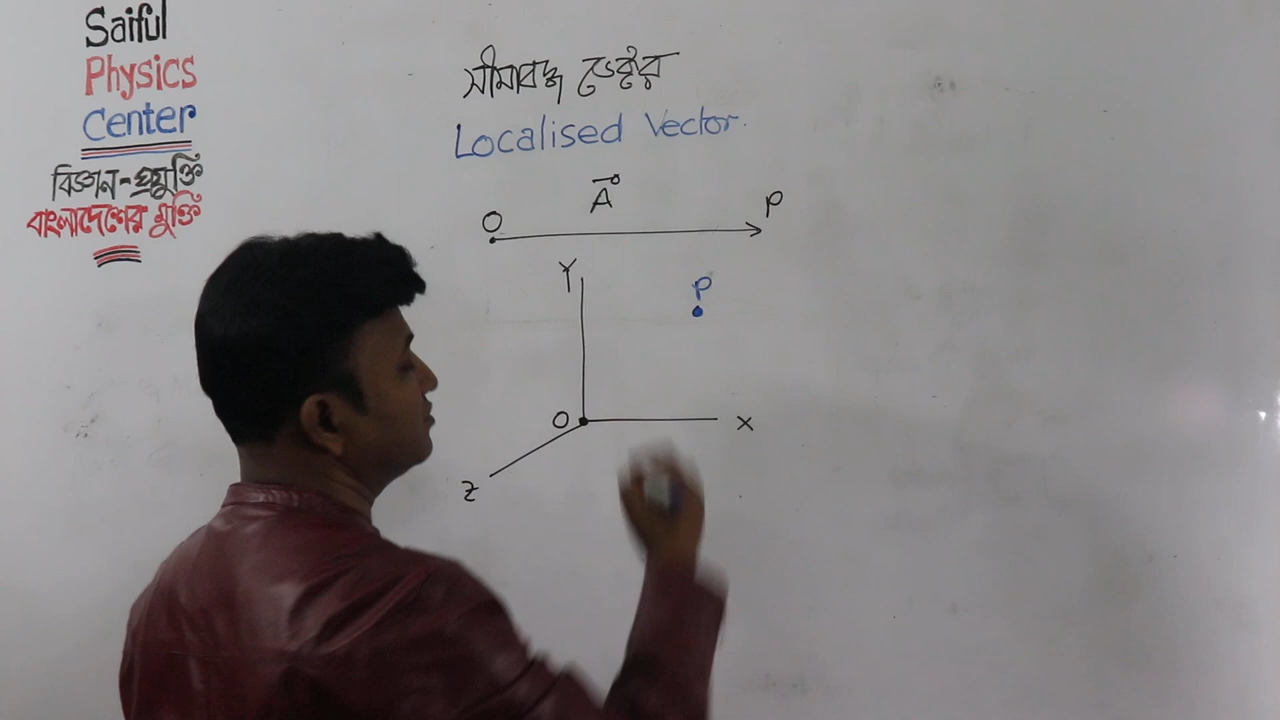 Saiful
Physics
Center
বিজ্ঞান-প্রযুক্তি
বাংলাদেশের মুক্তি
সীমাবদ্ধ ভেক্টর
Localised Vector.
A
O
P
Y
P
O
X
Z